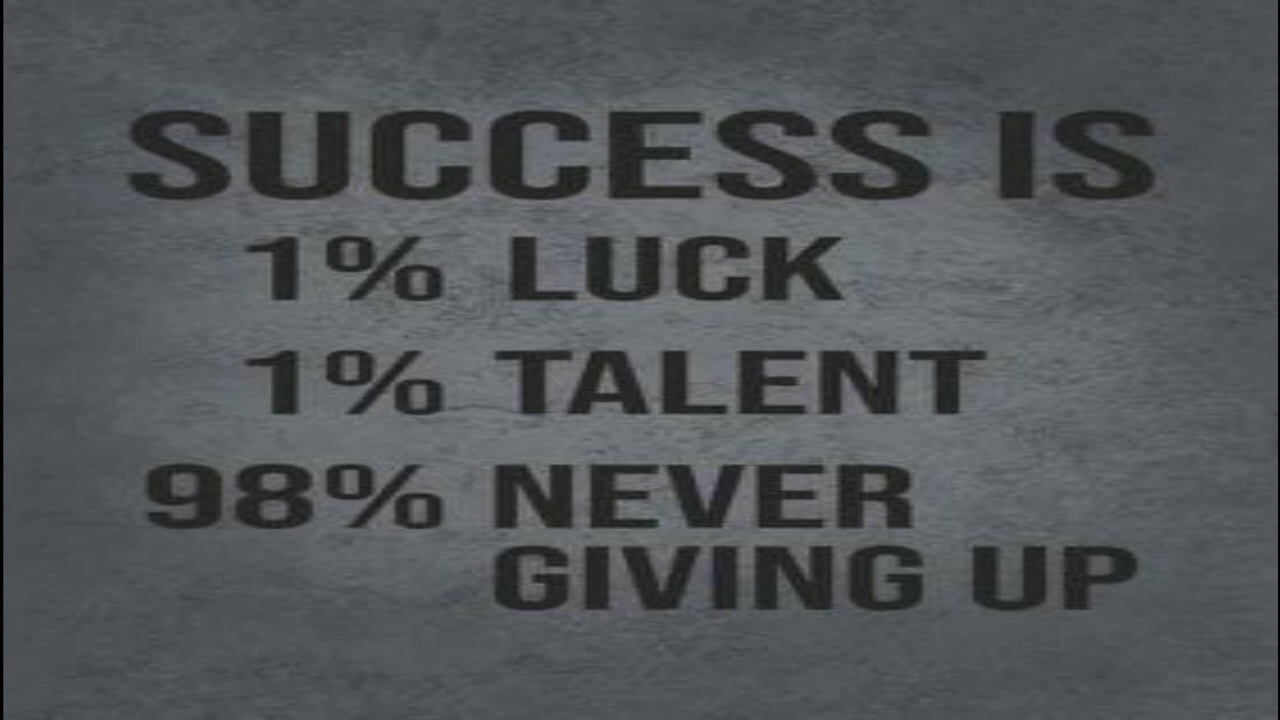 SUCCESS IS
1% LUCK
1% TALENT
98% NEVER
GIVING UP